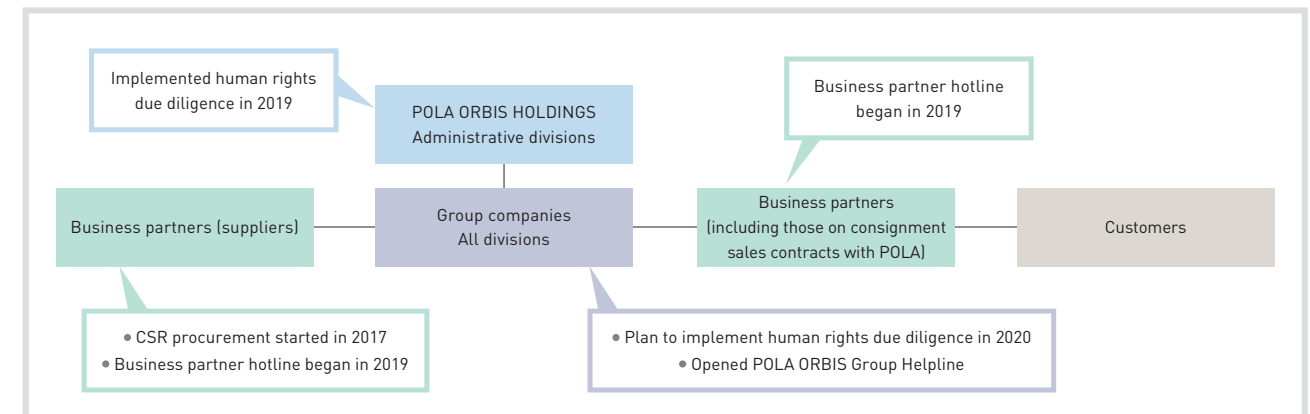 Implemented human rights
due diligence in 2019
POLA ORBIS HOLDINGS
Administrative divisions
Business partner hotline
began in 2019
Business partners (suppliers)
Group companies
All divisions
Business partners
(including those on consignment
sales contracts with POLA)
Customers
• CSR procurement started in 2017
• Business partner hotline began in 2019
• Plan to implement human rights due diligence in 2020
• Opened POLA ORBIS Group Helpline